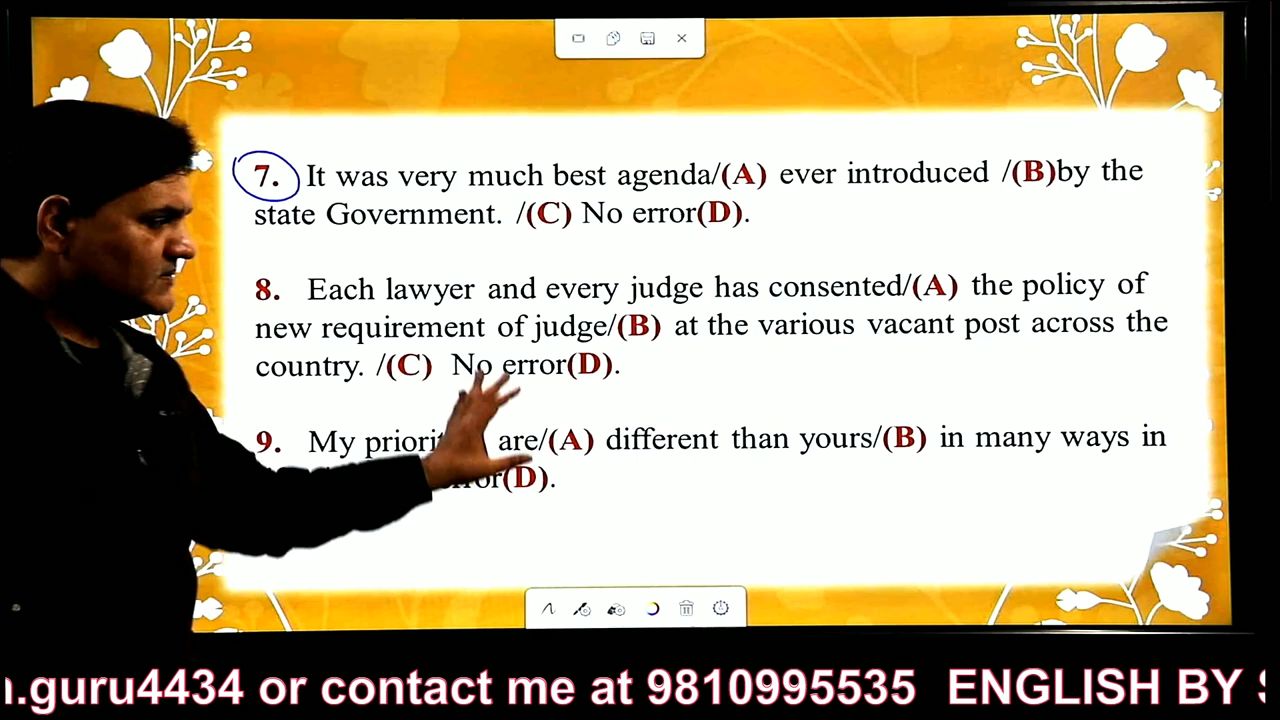 7. It was very much best agenda/(A) ever introduced /(B)by the
state Government. /(C) No error(D).
8. Each lawyer and every judge has consented/(A) the policy of
new requirement of judge/(B) at the various vacant post across the
country. /(C) No error(D).
9. My are/(A) different than yours/(B) in many ways in
(D).
.guru4434 or contact me at 9810995535 ENGLISH BY